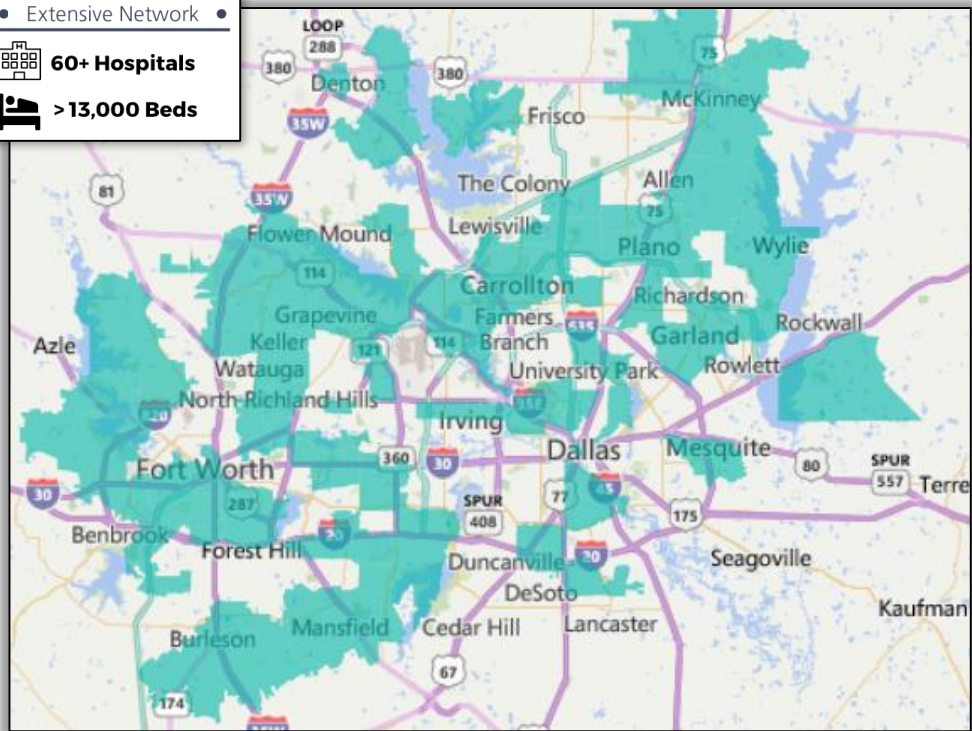 Extensive Network
60+ Hospitals
>13,000 Beds
LOOP
288
75
380
380
Denton
McKinney
Frisco
35W
81
The Colony
Allen
35W
75
Flower Mound
Lewisville
Plano
Wylie
114
Carrollton
Richardson
Grapevine
Farmers
Branch
635
Rockwall
Azle
Keller
121
114
Garland
Watauga
University Park
Rowlett
North Richland Hills
820
Irving
Dallas
Mesquite
Fort Worth
360
30
80
SPUR
557
Terre
30
287
SPUR
408
77
45
175
Benbrook
Forest Hill
20
Duncanville
20
Seagoville
DeSoto
Kaufman
Burleson
Mansfield
Cedar Hill
Lancaster
67
174
35W